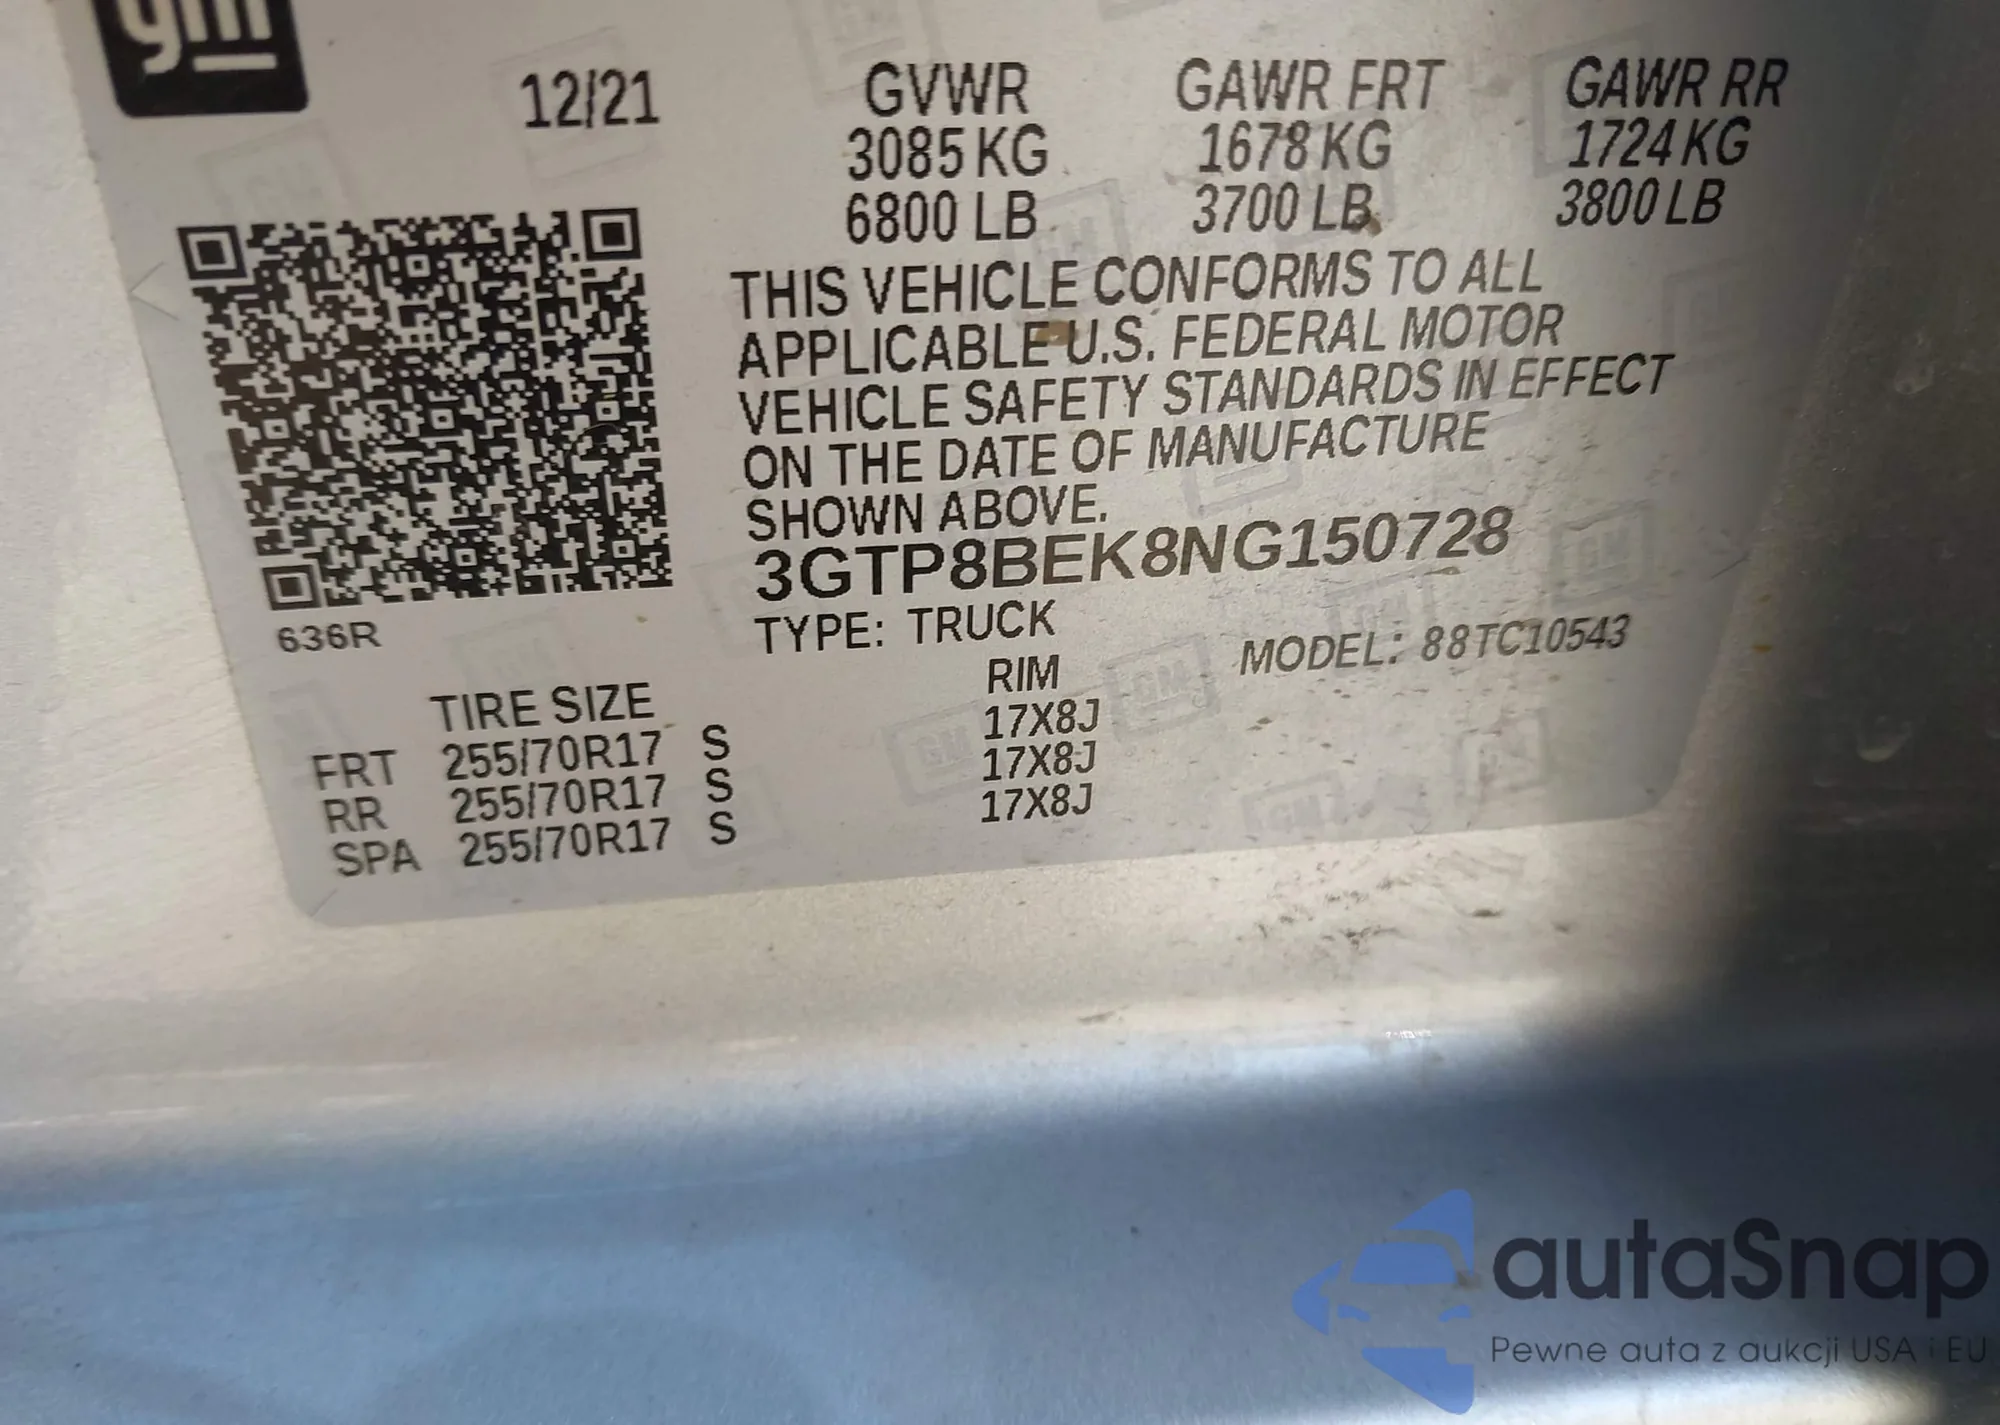 gm
12/21
GVWR GAWR FRT GAWR RR
3085 KG 1678 KG 1724 KG
6800 LB 3700 LB 3800 LB
THIS VEHICLE CONFORMS TO ALL
APPLICABLE U.S. FEDERAL MOTOR
VEHICLE SAFETY STANDARDS IN EFFECT
ON THE DATE OF MANUFACTURE
SHOWN ABOVE.
3GTP8BEK8NG150728
636R
TYPE: TRUCK
MODEL: 88TC10543
TIRE SIZE RIM
FRT 255/70R17 S 17X8J
RR 255/70R17 S 17X8J
SPA 255/70R17 S 17X8J
autaSnap
Pewne auta z aukcji USA i EU